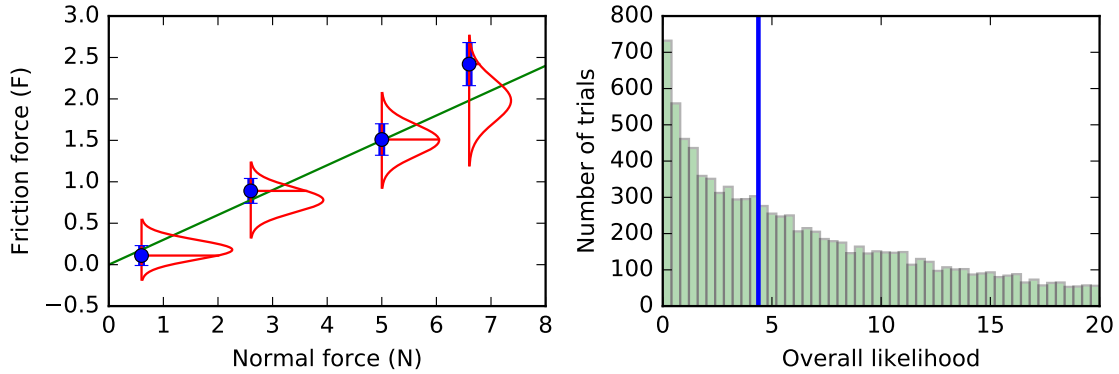 3.0
2.5
2.0
1.5
1.0
0.5
0.0
−0.5
Friction force (F)
0 1 2 3 4 5 6 7 8
Normal force (N)
800
700
600
500
400
300
200
100
0
Number of trials
0 5 10 15 20
Overall likelihood